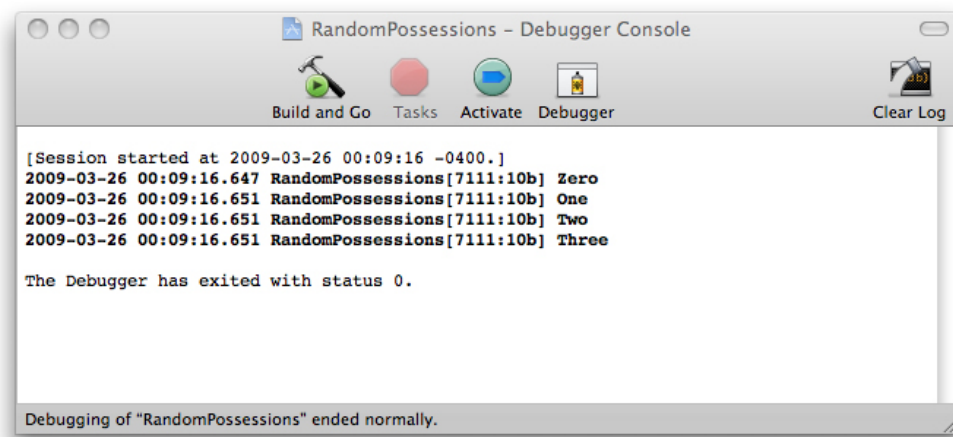 RandomPossessions – Debugger Console
Build and Go Tasks Activate Debugger Clear Log
[Session started at 2009-03-26 00:09:16 -0400.]
2009-03-26 00:09:16.647 RandomPossessions[7111:10b] Zero
2009-03-26 00:09:16.651 RandomPossessions[7111:10b] One
2009-03-26 00:09:16.651 RandomPossessions[7111:10b] Two
2009-03-26 00:09:16.651 RandomPossessions[7111:10b] Three
The Debugger has exited with status 0.
Debugging of “RandomPossessions” ended normally.